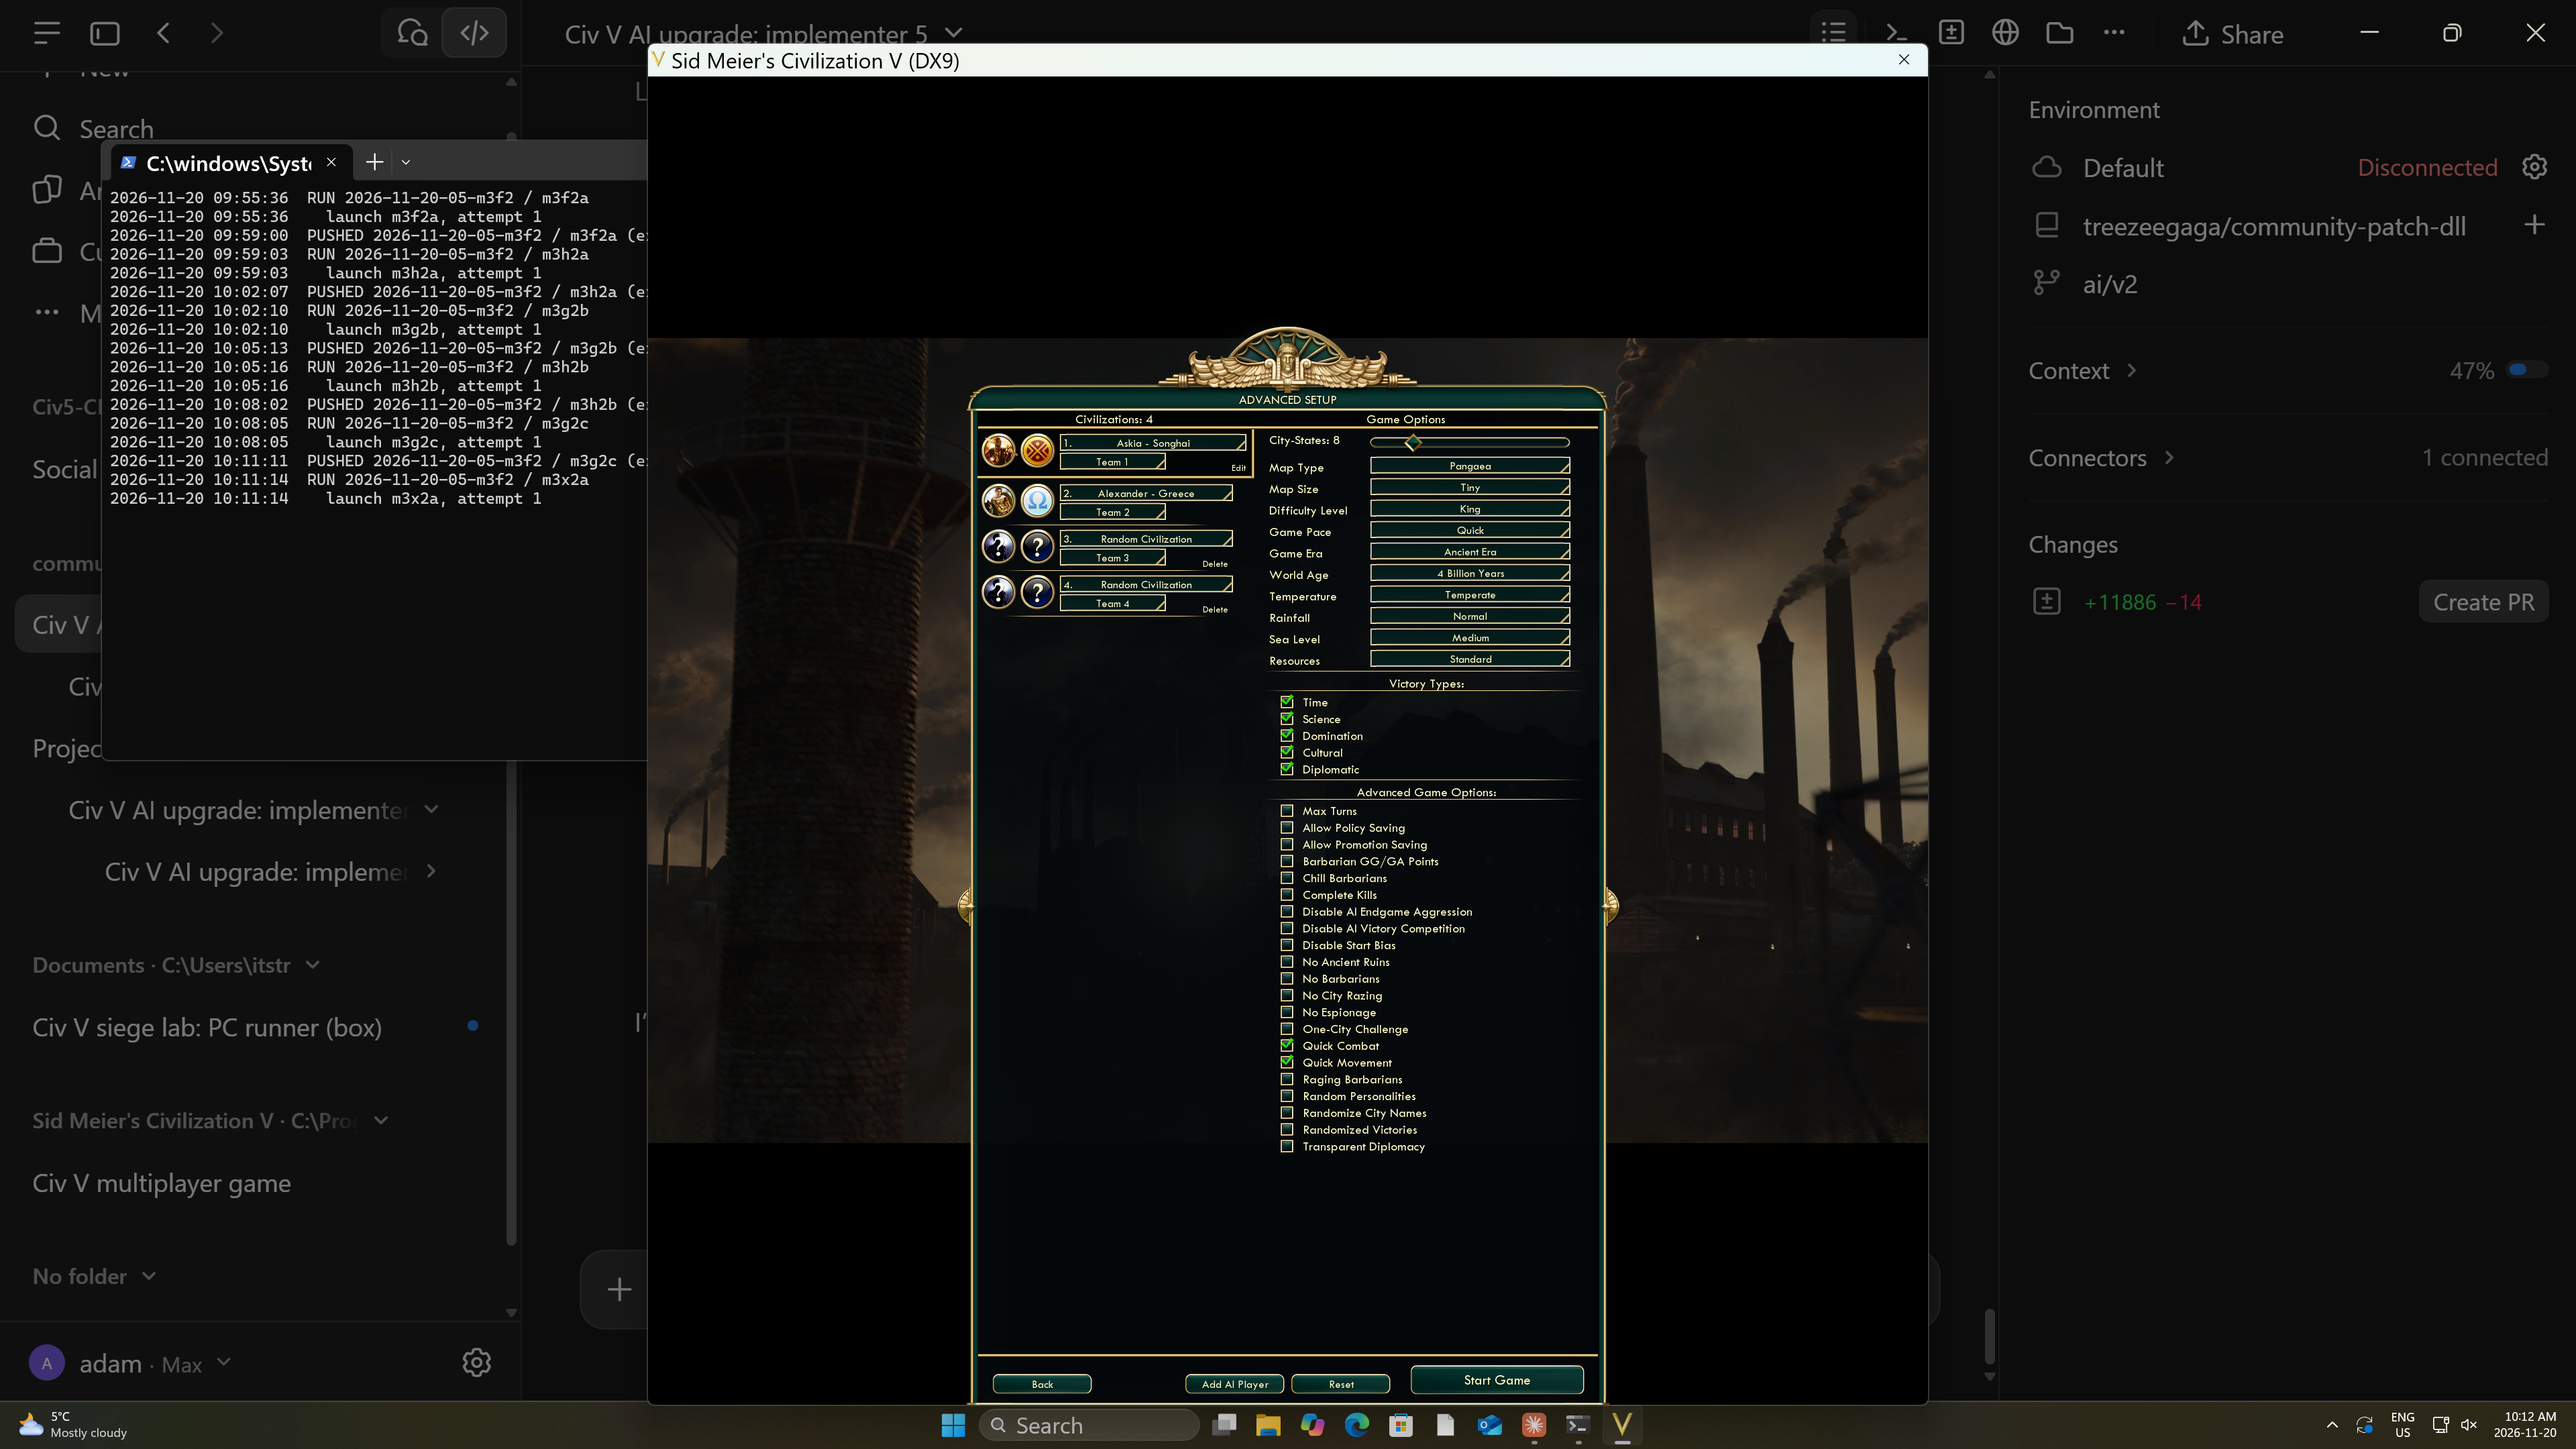 Civ V AI upgrade: implementer 5
Share
New
Search
C:\windows\Syst
2026-11-20 09:55:36  RUN 2026-11-20-05-m3f2 / m3f2a
2026-11-20 09:55:36    launch m3f2a, attempt 1
2026-11-20 09:59:00  PUSHED 2026-11-20-05-m3f2 / m3f2a
2026-11-20 09:59:03  RUN 2026-11-20-05-m3f2 / m3h2a
2026-11-20 09:59:03    launch m3h2a, attempt 1
2026-11-20 10:02:07  PUSHED 2026-11-20-05-m3f2 / m3h2a
2026-11-20 10:02:10  RUN 2026-11-20-05-m3f2 / m3g2b
2026-11-20 10:02:10    launch m3g2b, attempt 1
2026-11-20 10:05:13  PUSHED 2026-11-20-05-m3f2 / m3g2b
2026-11-20 10:05:16  RUN 2026-11-20-05-m3f2 / m3h2b
2026-11-20 10:05:16    launch m3h2b, attempt 1
2026-11-20 10:08:02  PUSHED 2026-11-20-05-m3f2 / m3h2b
2026-11-20 10:08:05  RUN 2026-11-20-05-m3f2 / m3g2c
2026-11-20 10:08:05    launch m3g2c, attempt 1
2026-11-20 10:11:11  PUSHED 2026-11-20-05-m3f2 / m3g2c
2026-11-20 10:11:14  RUN 2026-11-20-05-m3f2 / m3x2a
2026-11-20 10:11:14    launch m3x2a, attempt 1
Social
Civ V
Civ
Civ V AI upgrade: implementer
Civ V AI upgrade: impleme
Documents · C:\Users\itstr
Civ V siege lab: PC runner (box)
Sid Meier's Civilization V · C:\Pro
Civ V multiplayer game
No folder
A adam · Max
Sid Meier's Civilization V (DX9)
ADVANCED SETUP
Civilizations: 4
1. Askia - Songhai
Team 1
Edit
2. Alexander - Greece
Team 2
3. Random Civilization
Team 3
Delete
4. Random Civilization
Team 4
Delete
Game Options
City-States: 8
Map Type Pangaea
Map Size Tiny
Difficulty Level King
Game Pace Quick
Game Era Ancient Era
World Age 4 Billion Years
Temperature Temperate
Rainfall Normal
Sea Level Medium
Resources Standard
Victory Types:
Time
Science
Domination
Cultural
Diplomatic
Advanced Game Options:
Max Turns
Allow Policy Saving
Allow Promotion Saving
Barbarian GG/GA Points
Chill Barbarians
Complete Kills
Disable AI Endgame Aggression
Disable AI Victory Competition
Disable Start Bias
No Ancient Ruins
No Barbarians
No City Razing
No Espionage
One-City Challenge
Quick Combat
Quick Movement
Raging Barbarians
Random Personalities
Randomize City Names
Randomized Victories
Transparent Diplomacy
Back
Add AI Player
Reset
Start Game
Environment
Default Disconnected
treezeegaga/community-patch-dll
ai/v2
Context 47%
Connectors 1 connected
Changes
+11886 −14
Create PR
5°C
Mostly cloudy
Search
ENG
US
10:12 AM
2026-11-20